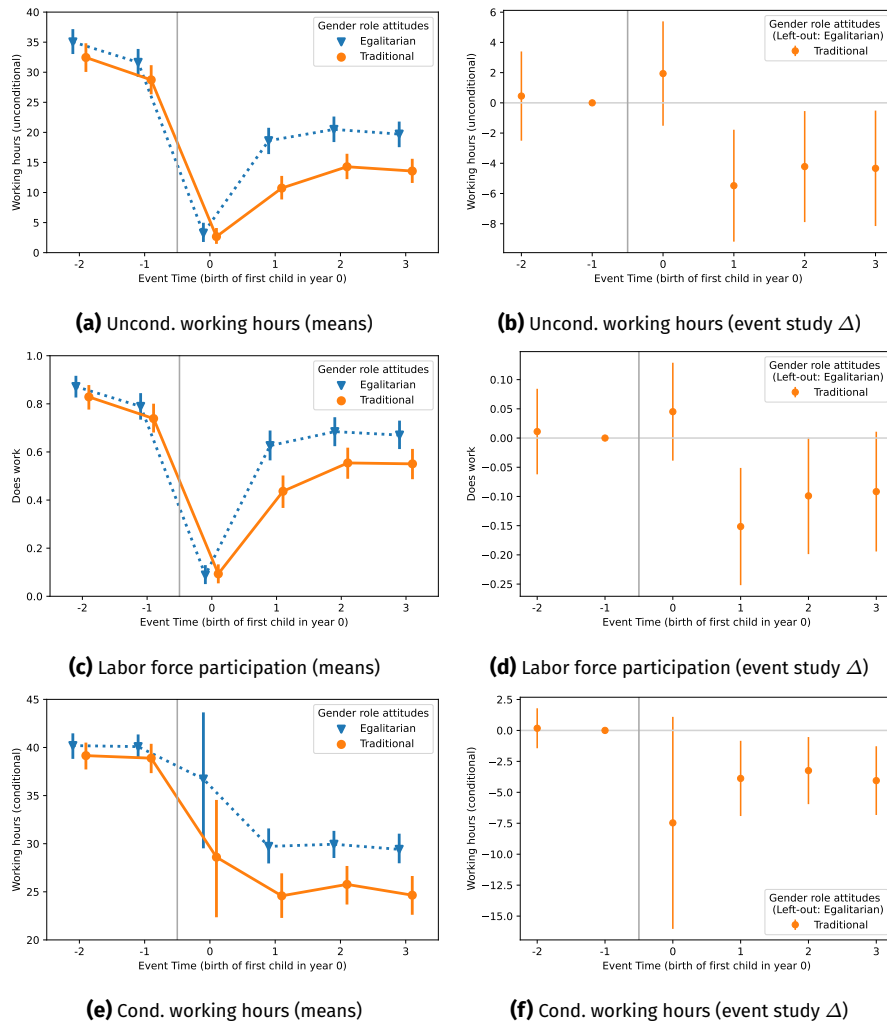 40
35
30
25
20
15
10
5
0
Working hours (unconditional)
Gender role attitudes
Egalitarian
Traditional
-2 -1 0 1 2 3
Event Time (birth of first child in year 0)
(a) Uncond. working hours (means)
6
4
2
0
−2
−4
−6
−8
Working hours (unconditional)
Gender role attitudes
(Left-out: Egalitarian)
Traditional
-2 -1 0 1 2 3
Event Time (birth of first child in year 0)
(b) Uncond. working hours (event study Δ)
1.0
0.8
0.6
0.4
0.2
0.0
Does work
Gender role attitudes
Egalitarian
Traditional
-2 -1 0 1 2 3
Event Time (birth of first child in year 0)
(c) Labor force participation (means)
0.10
0.05
0.00
−0.05
−0.10
−0.15
−0.20
−0.25
Does work
Gender role attitudes
(Left-out: Egalitarian)
Traditional
-2 -1 0 1 2 3
Event Time (birth of first child in year 0)
(d) Labor force participation (event study Δ)
45
40
35
30
25
20
Working hours (conditional)
Gender role attitudes
Egalitarian
Traditional
-2 -1 0 1 2 3
Event Time (birth of first child in year 0)
(e) Cond. working hours (means)
2.5
0.0
−2.5
−5.0
−7.5
−10.0
−12.5
−15.0
Working hours (conditional)
Gender role attitudes
(Left-out: Egalitarian)
Traditional
-2 -1 0 1 2 3
Event Time (birth of first child in year 0)
(f) Cond. working hours (event study Δ)